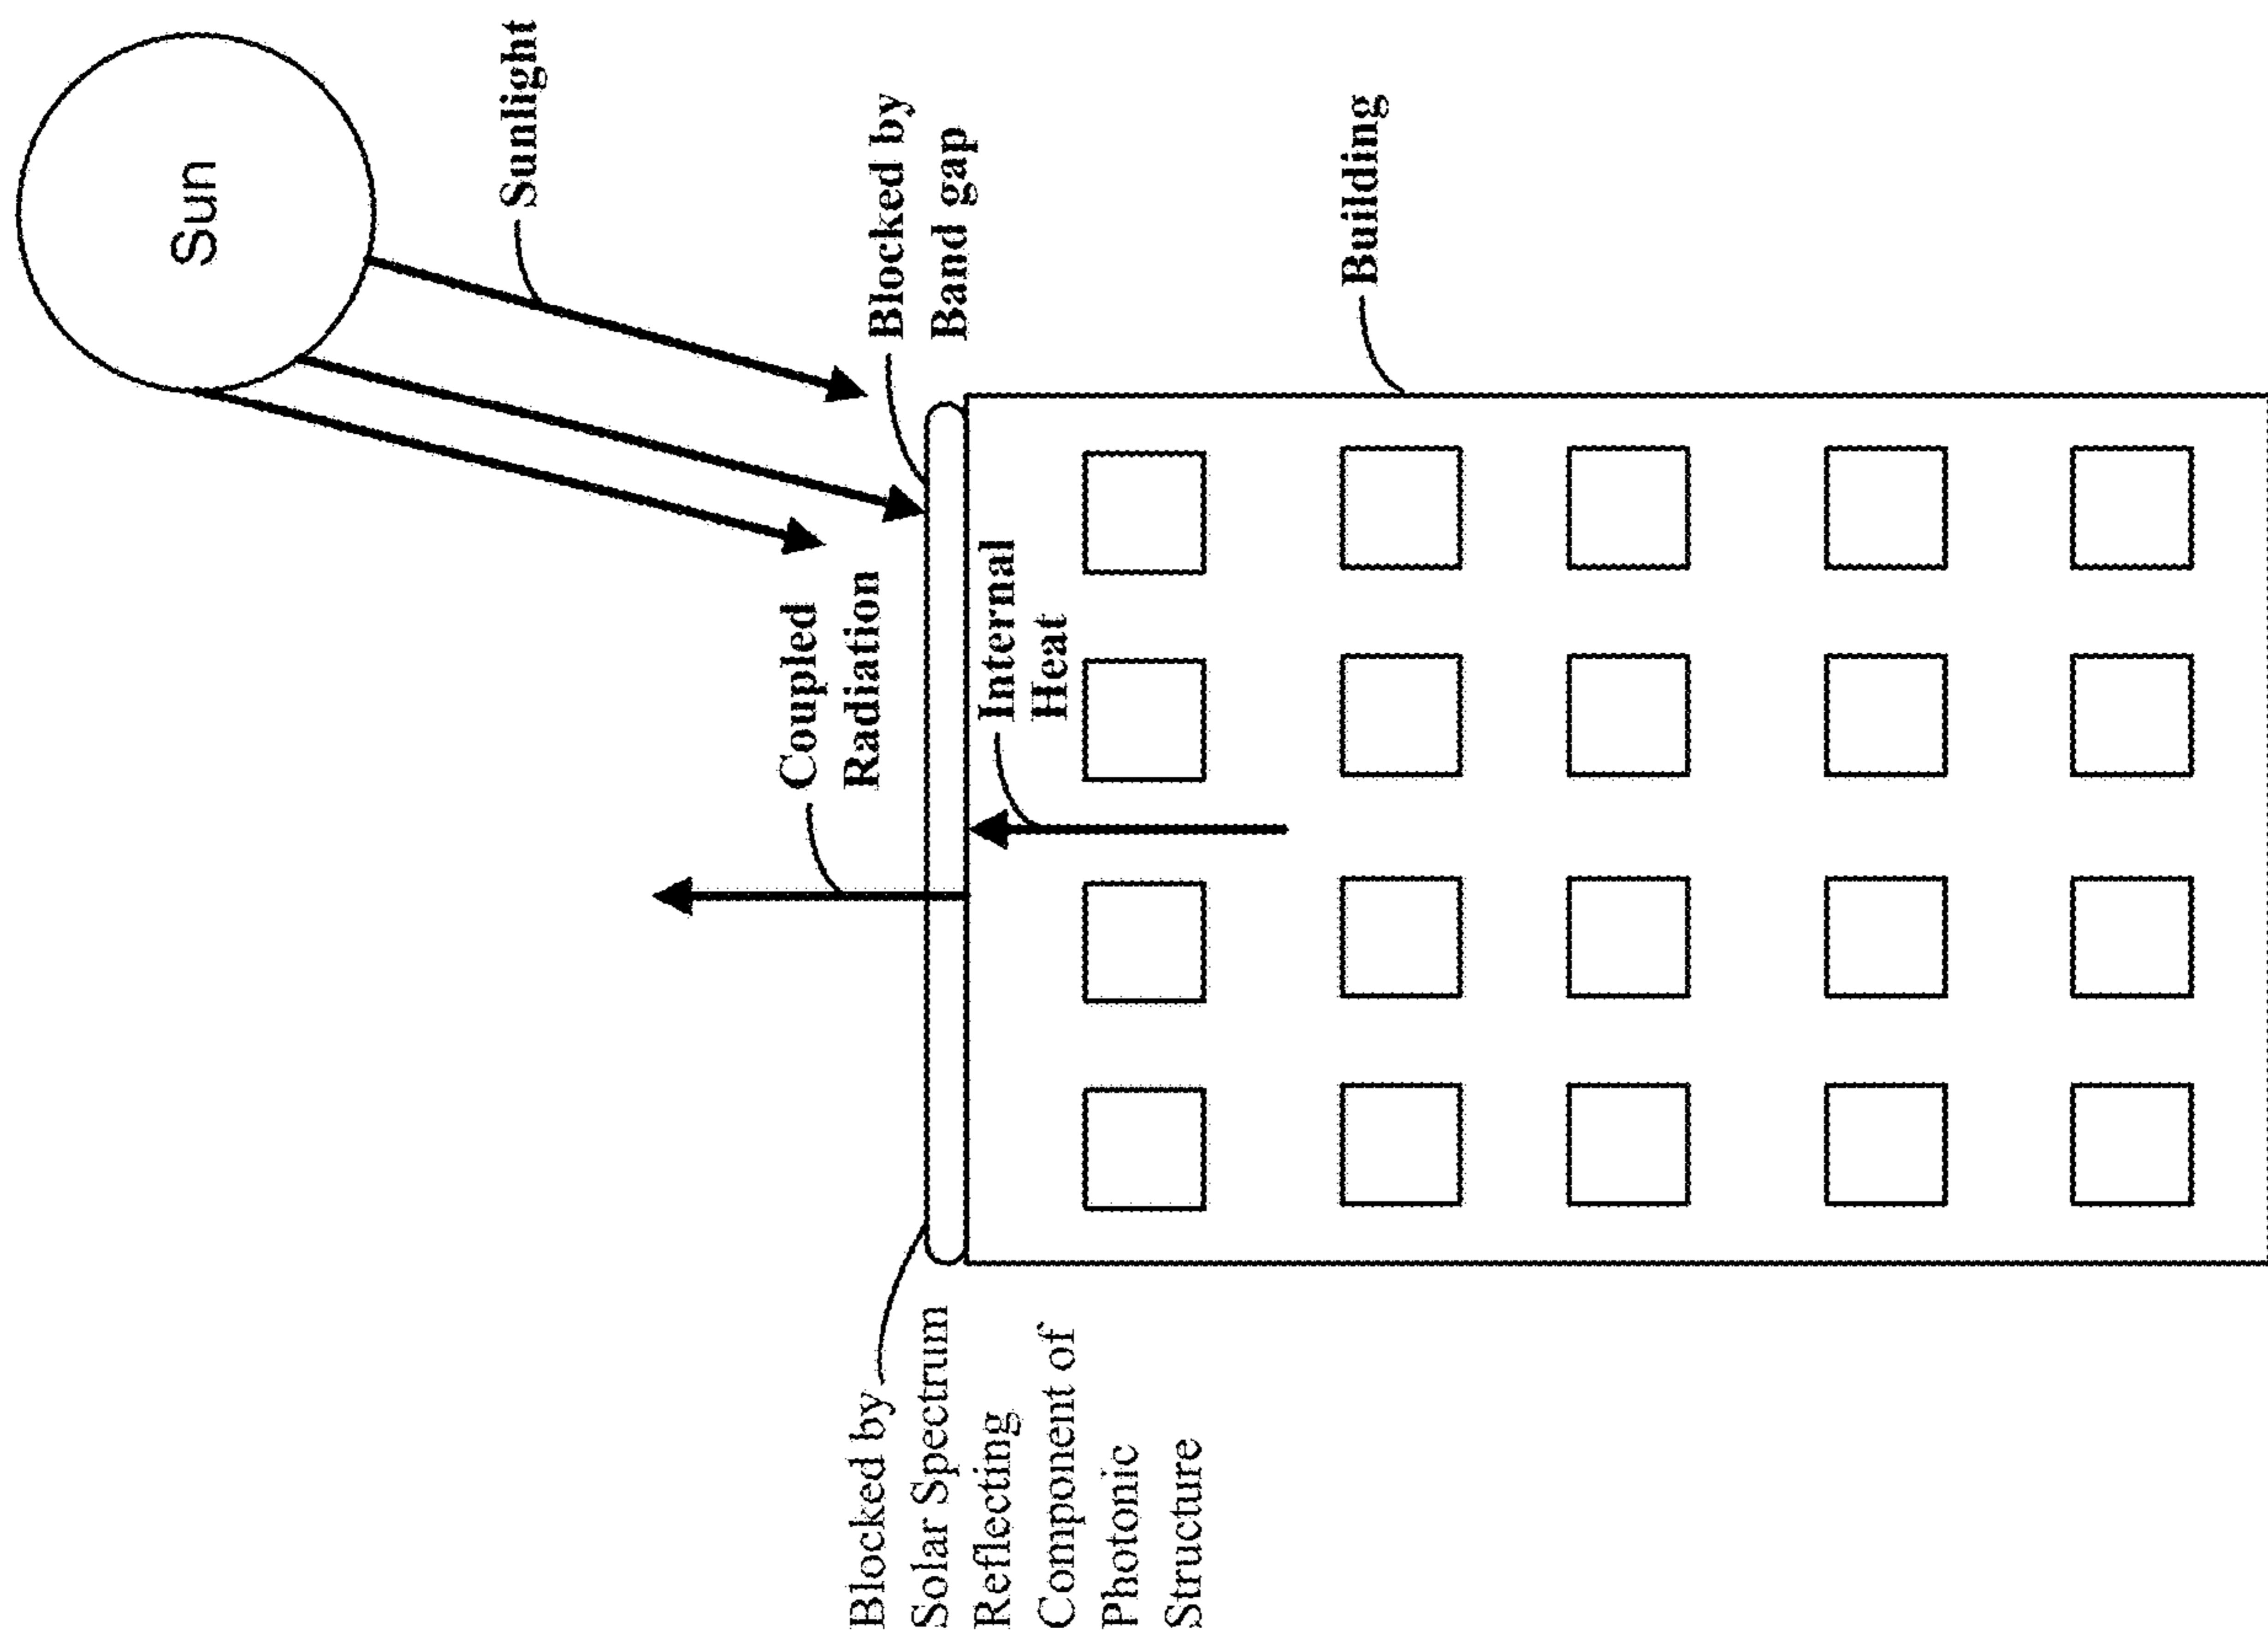 Sun
Sunlight
Blocked by
Band gap
Building
Coupled
Radiation
Internal
Heat
Blocked by
Solar Spectrum
Reflecting
Component of
Photonic
Structure